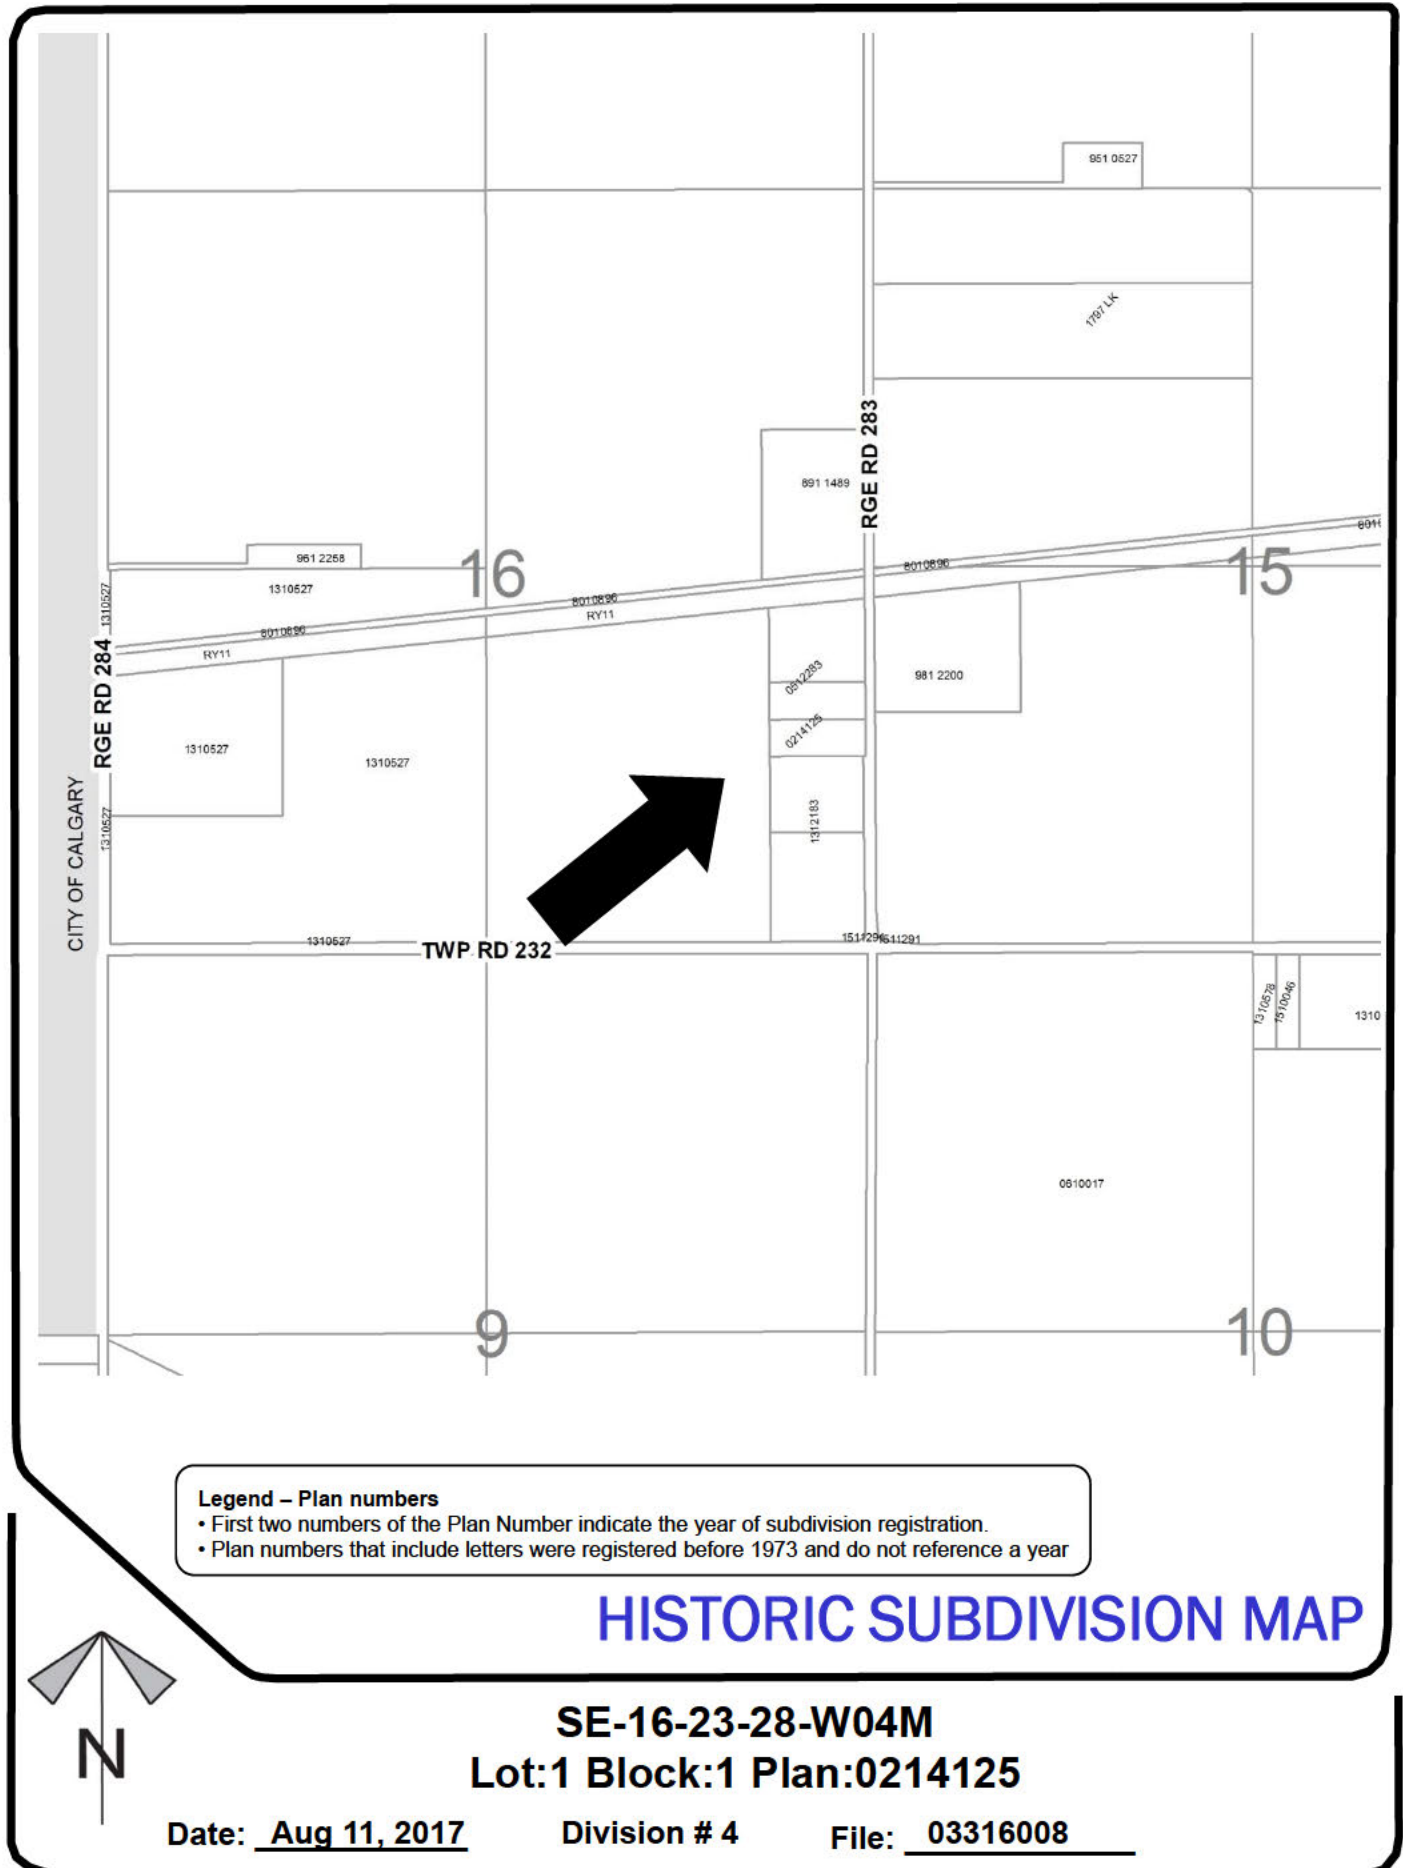 951 0527
1797 LK
RGE RD 283
891 1489
961 2258
16
15
1310527
1310527
8010896
8010896
8010896
RY11
RY11
RGE RD 284
0812283
981 2200
0214125
1310527
1310527
1312183
1310527
CITY OF CALGARY
1310527
TWP RD 232
1511291
1310578
1510046
1310
0610017
9
10
Legend – Plan numbers
• First two numbers of the Plan Number indicate the year of subdivision registration.
• Plan numbers that include letters were registered before 1973 and do not reference a year
HISTORIC SUBDIVISION MAP
N
SE-16-23-28-W04M
Lot:1 Block:1 Plan:0214125
Date: Aug 11, 2017 Division # 4 File: 03316008